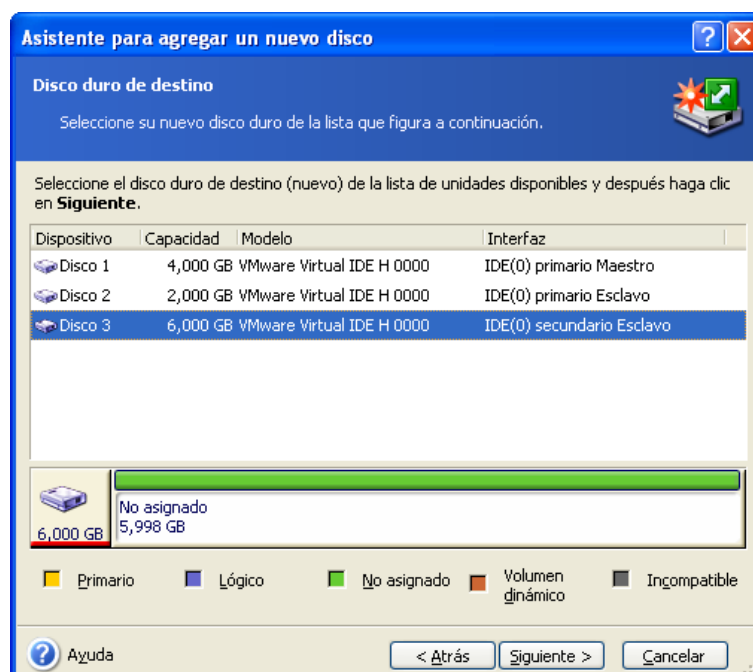 Asistente para agregar un nuevo disco
Disco duro de destino
Seleccione su nuevo disco duro de la lista que figura a continuación.
Seleccione el disco duro de destino (nuevo) de la lista de unidades disponibles y después haga clic
en Siguiente.
Dispositivo Capacidad Modelo Interfaz
Disco 1 4,000 GB VMware Virtual IDE H 0000 IDE(0) primario Maestro
Disco 2 2,000 GB VMware Virtual IDE H 0000 IDE(0) primario Esclavo
Disco 3 6,000 GB VMware Virtual IDE H 0000 IDE(0) secundario Esclavo
No asignado
6,000 GB 5,998 GB
Primario Lógico No asignado Volumen dinámico Incompatible
? Ayuda < Atrás Siguiente > Cancelar